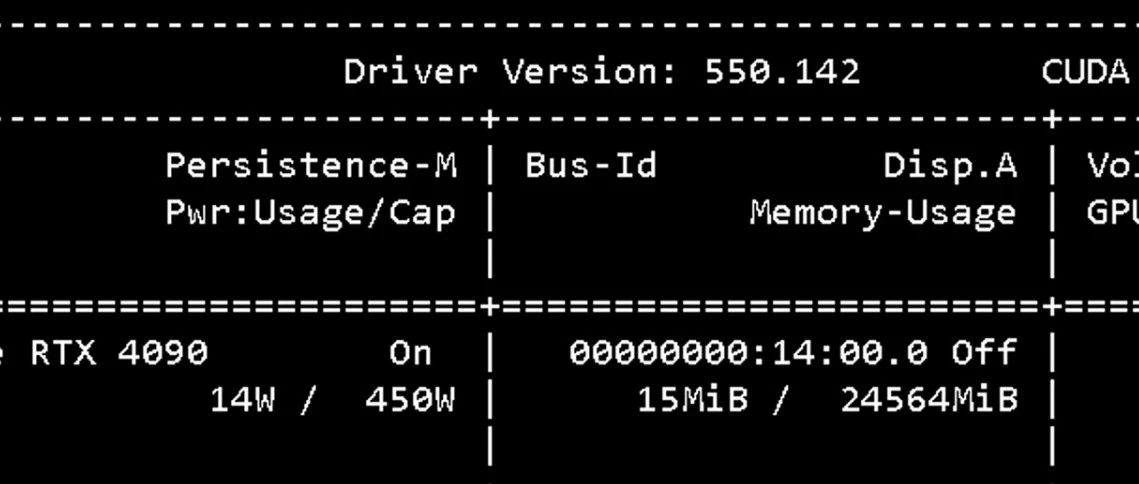 Driver Version: 550.142 CUDA
Persistence-M | Bus-Id Disp.A | Vol
Pwr:Usage/Cap | Memory-Usage | GPU
RTX 4090 On | 00000000:14:00.0 Off |
14W / 450W | 15MiB / 24564MiB |